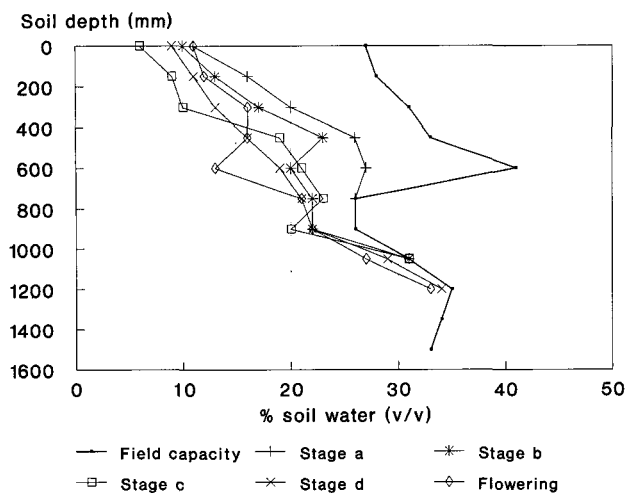 Soil depth (mm)
0
200
400
600
800
1000
1200
1400
1600
0 10 20 30 40 50
% soil water (v/v)
Field capacity Stage a Stage b
Stage c Stage d Flowering